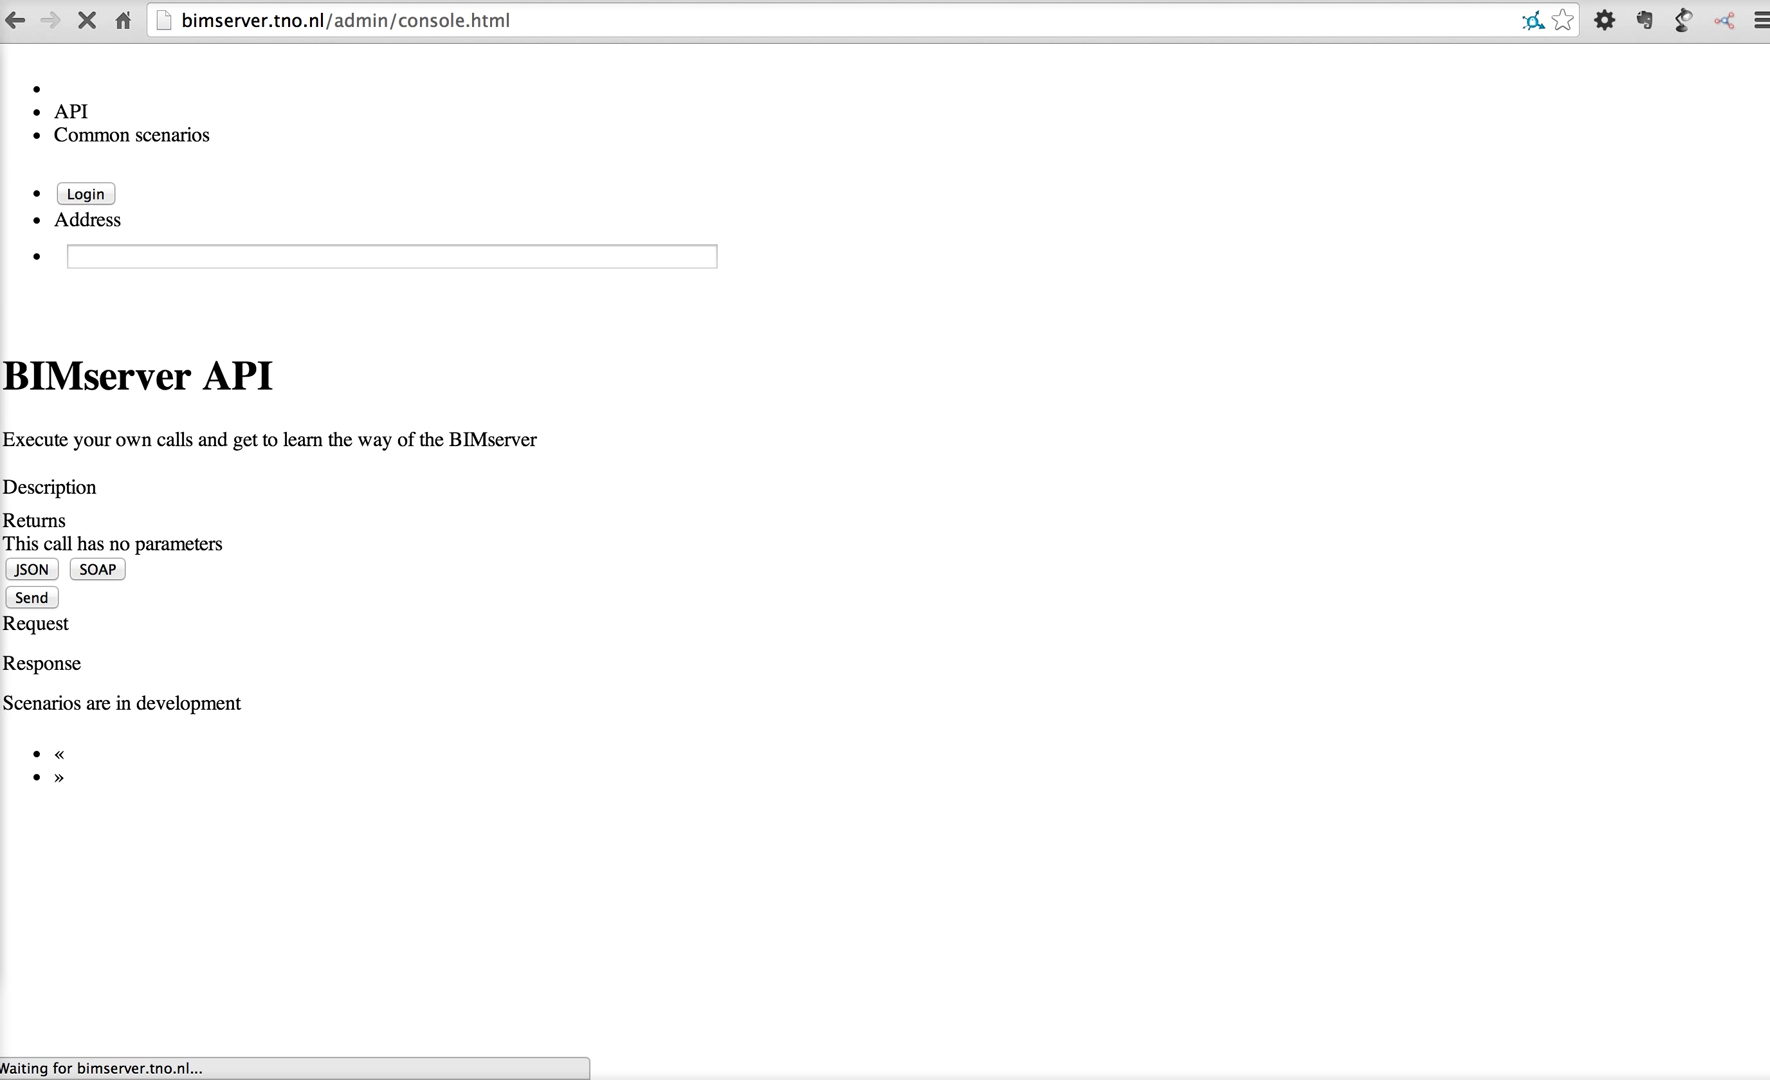 bimserver.tno.nl/admin/console.html
API
Common scenarios
Login
Address
BIMserver API
Execute your own calls and get to learn the way of the BIMserver
Description
Returns
This call has no parameters
JSON SOAP
Send
Request
Response
Scenarios are in development
«
»
Waiting for bimserver.tno.nl...